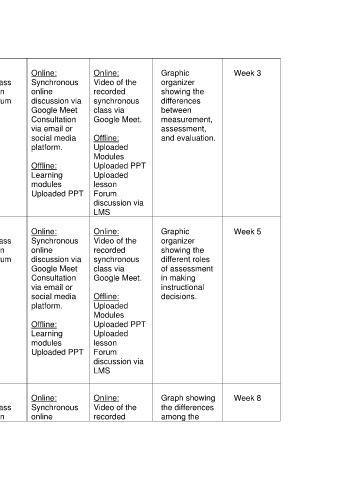 ass
n
um
Online:
Synchronous
online
discussion via
Google Meet
Consultation
via email or
social media
platform.
Offline:
Learning
modules
Uploaded PPT
Online:
Video of the
recorded
synchronous
class via
Google Meet.
Offline:
Uploaded
Modules
Uploaded PPT
Uploaded
lesson
Forum
discussion via
LMS
Graphic
organizer
showing the
differences
between
measurement,
assessment,
and evaluation.
Week 3
ass
n
um
Online:
Synchronous
online
discussion via
Google Meet
Consultation
via email or
social media
platform.
Offline:
Learning
modules
Uploaded PPT
Online:
Video of the
recorded
synchronous
class via
Google Meet.
Offline:
Uploaded
Modules
Uploaded PPT
Uploaded
lesson
Forum
discussion via
LMS
Graphic
organizer
showing the
different roles
of assessment
in making
instructional
decisions.
Week 5
ass
n
Online:
Synchronous
online
Online:
Video of the
recorded
Graph showing
the differences
among the
Week 8